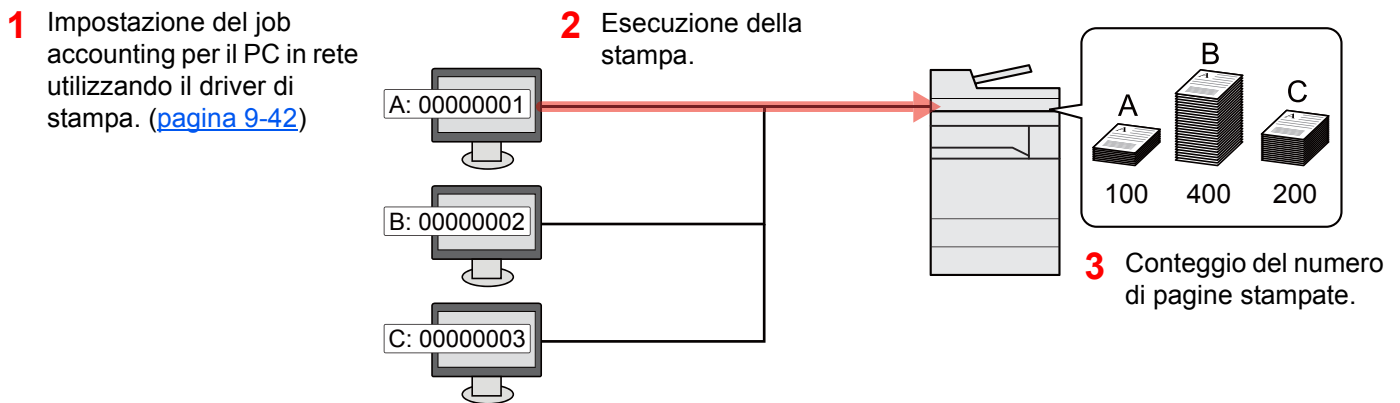 1 Impostazione del job
accounting per il PC in rete
utilizzando il driver di
stampa. (pagina 9-42)
2 Esecuzione della
stampa.
A: 00000001
B: 00000002
C: 00000003
A
B
C
100
400
200
3 Conteggio del numero
di pagine stampate.